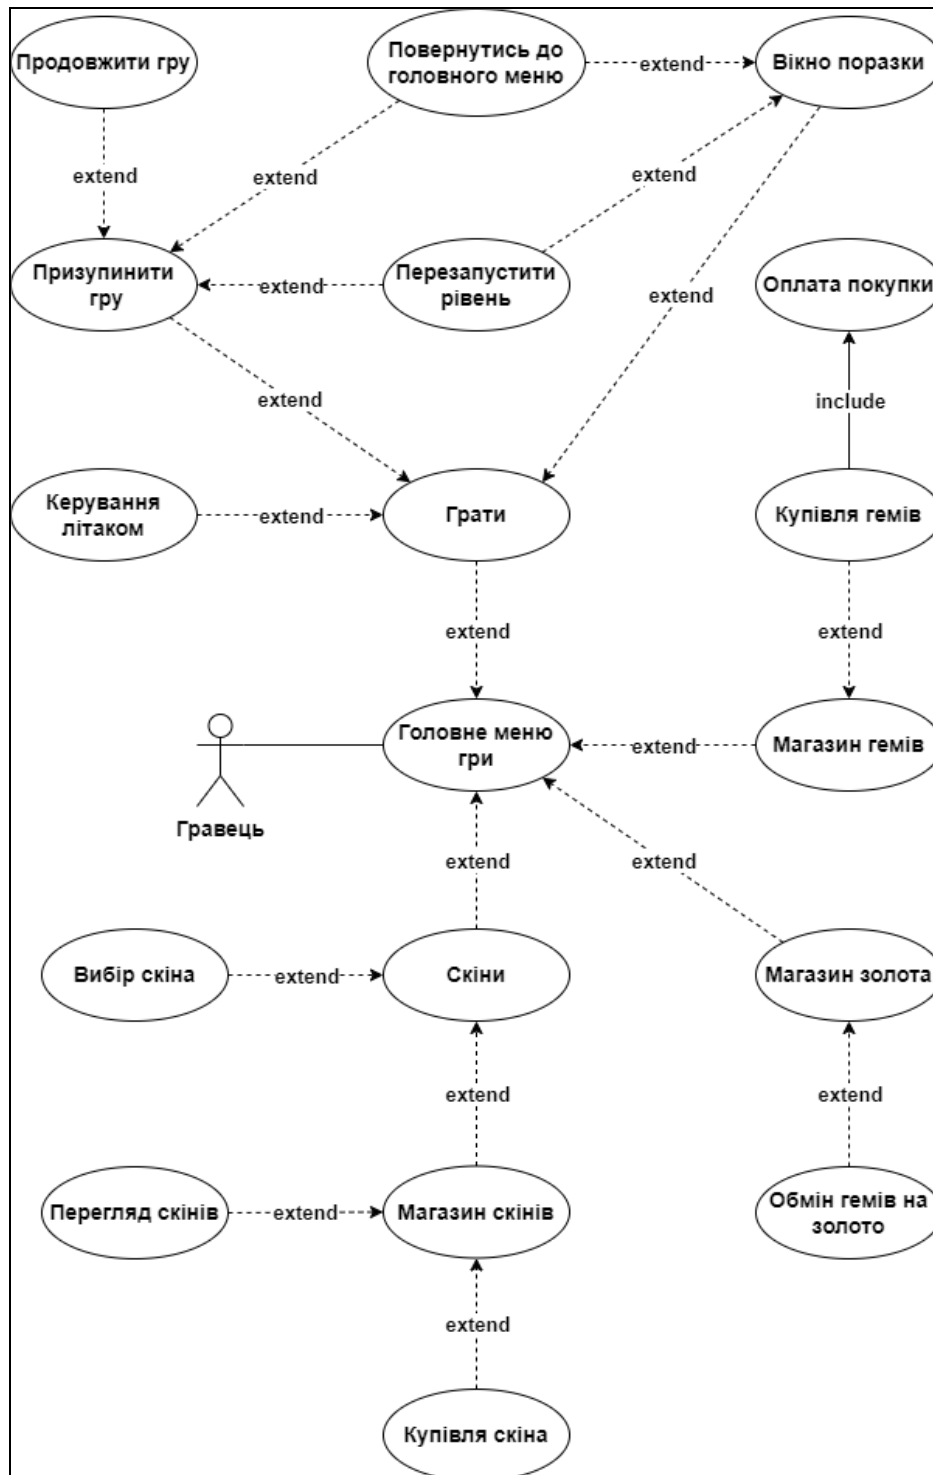 Продовжити гру
Повернутись до
головного меню
extend
Вікно поразки
extend
extend
extend
Призупинити
гру
extend
Перезапустити
рівень
extend
Оплата покупки
extend
include
Керування
літаком
extend
Грати
Купівля гемів
extend
extend
Гравець
Головне меню
гри
extend
Магазин гемів
extend
extend
Вибір скіна
extend
Скіни
Магазин золота
extend
extend
Перегляд скінів
extend
Магазин скінів
Обмін гемів на
золото
extend
Купівля скіна